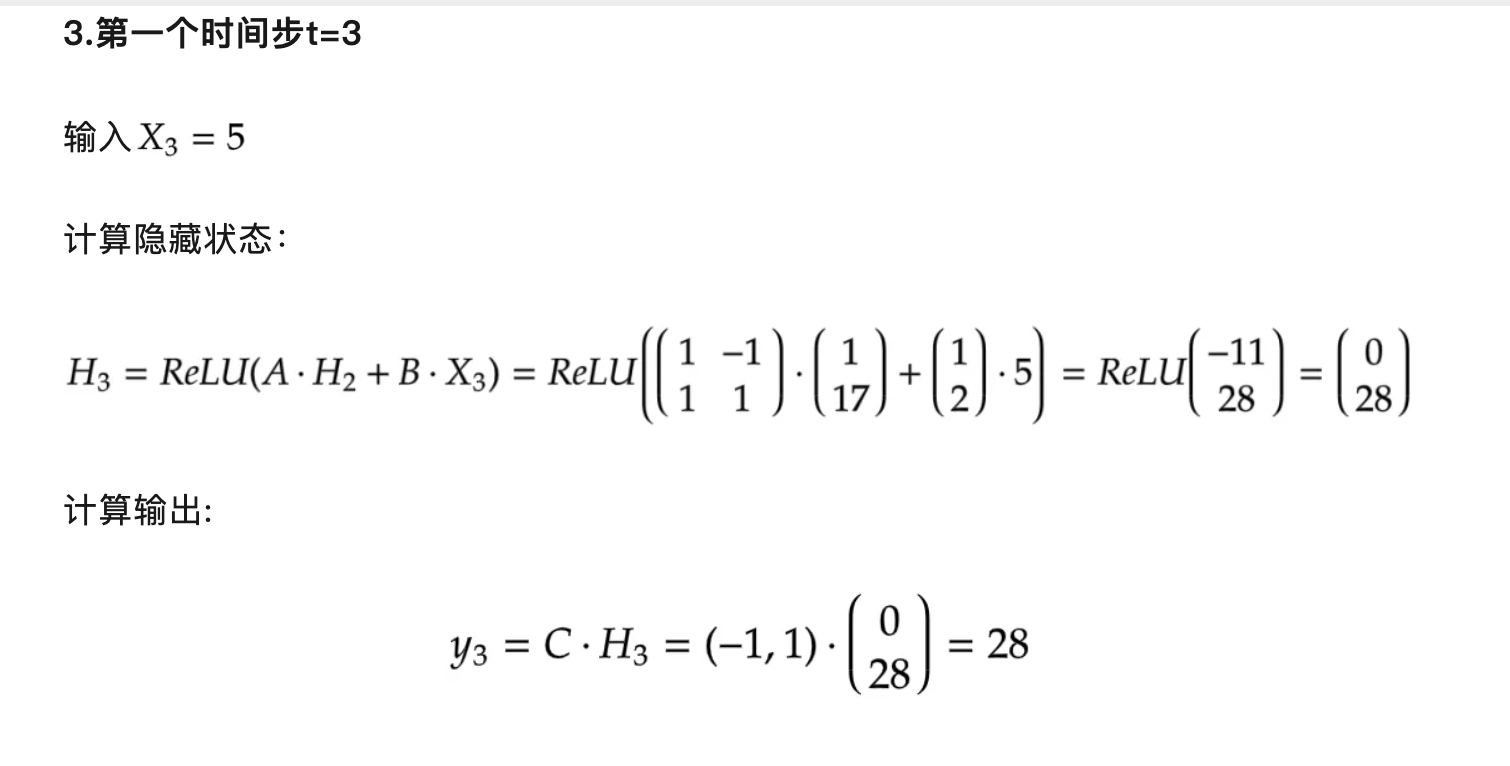 3.第一个时间步t=3
输入X₃ = 5
计算隐藏状态：
H₃ = ReLU(A · H₂ + B · X₃) = ReLU((1 −1; 1 1) · (1; 17) + (1; 2) · 5) = ReLU(−11; 28) = (0; 28)
计算输出:
y₃ = C · H₃ = (−1, 1) · (0; 28) = 28